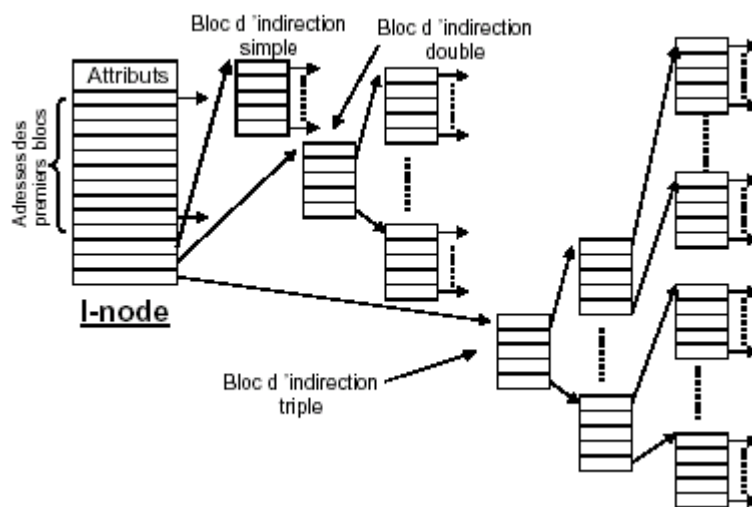 Bloc d 'indirection
simple
Bloc d 'indirection
double
Attributs
Adresses des
premiers blocs
I-node
Bloc d 'indirection
triple